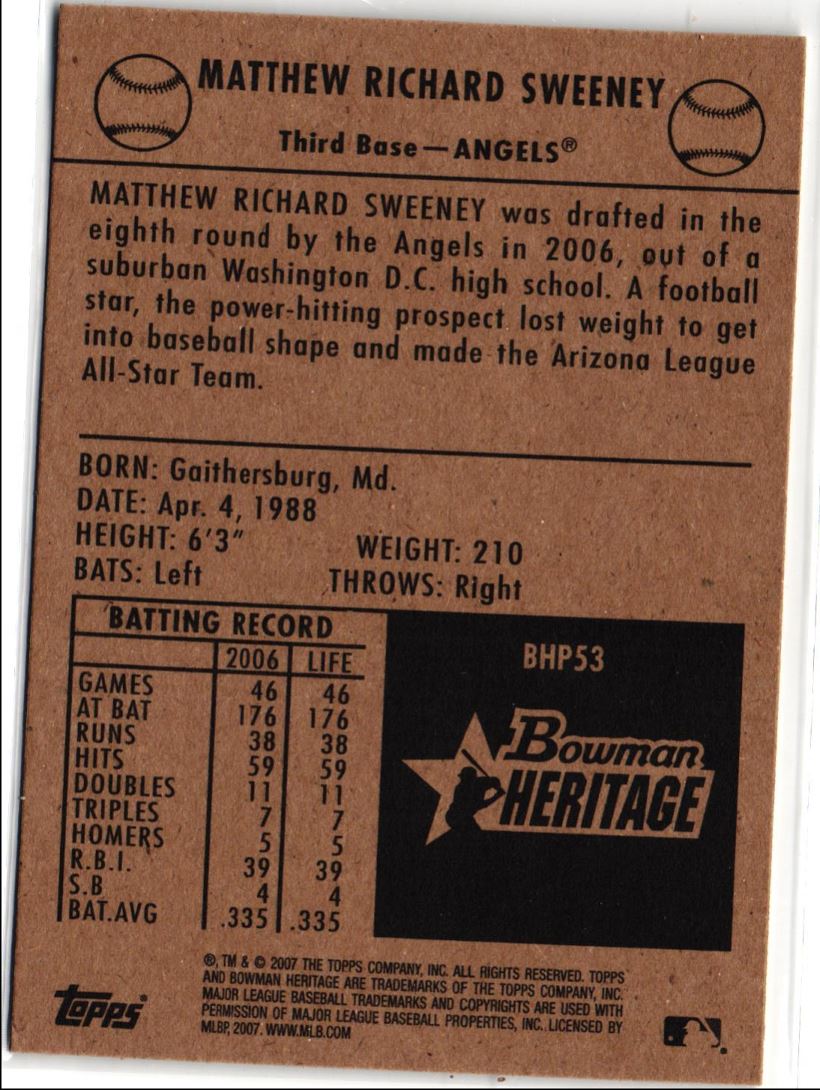 MATTHEW RICHARD SWEENEY
Third Base—ANGELS®
MATTHEW RICHARD SWEENEY was drafted in the
eighth round by the Angels in 2006, out of a
suburban Washington D.C. high school. A football
star, the power-hitting prospect lost weight to get
into baseball shape and made the Arizona League
All-Star Team.
BORN: Gaithersburg, Md.
DATE: Apr. 4, 1988
HEIGHT: 6'3" WEIGHT: 210
BATS: Left THROWS: Right
BATTING RECORD
2006 LIFE
GAMES 46 46
AT BAT 176 176
RUNS 38 38
HITS 59 59
DOUBLES 11 11
TRIPLES 7 7
HOMERS 5 5
R.B.I. 39 39
S.B 4 4
BAT.AVG .335 .335
BHP53
Bowman
HERITAGE
®, TM & © 2007 THE TOPPS COMPANY, INC. ALL RIGHTS RESERVED. TOPPS
AND BOWMAN HERITAGE ARE TRADEMARKS OF THE TOPPS COMPANY, INC.
MAJOR LEAGUE BASEBALL TRADEMARKS AND COPYRIGHTS ARE USED WITH
PERMISSION OF MAJOR LEAGUE BASEBALL PROPERTIES, INC. LICENSED BY
MLBP, 2007. WWW.MLB.COM
topps